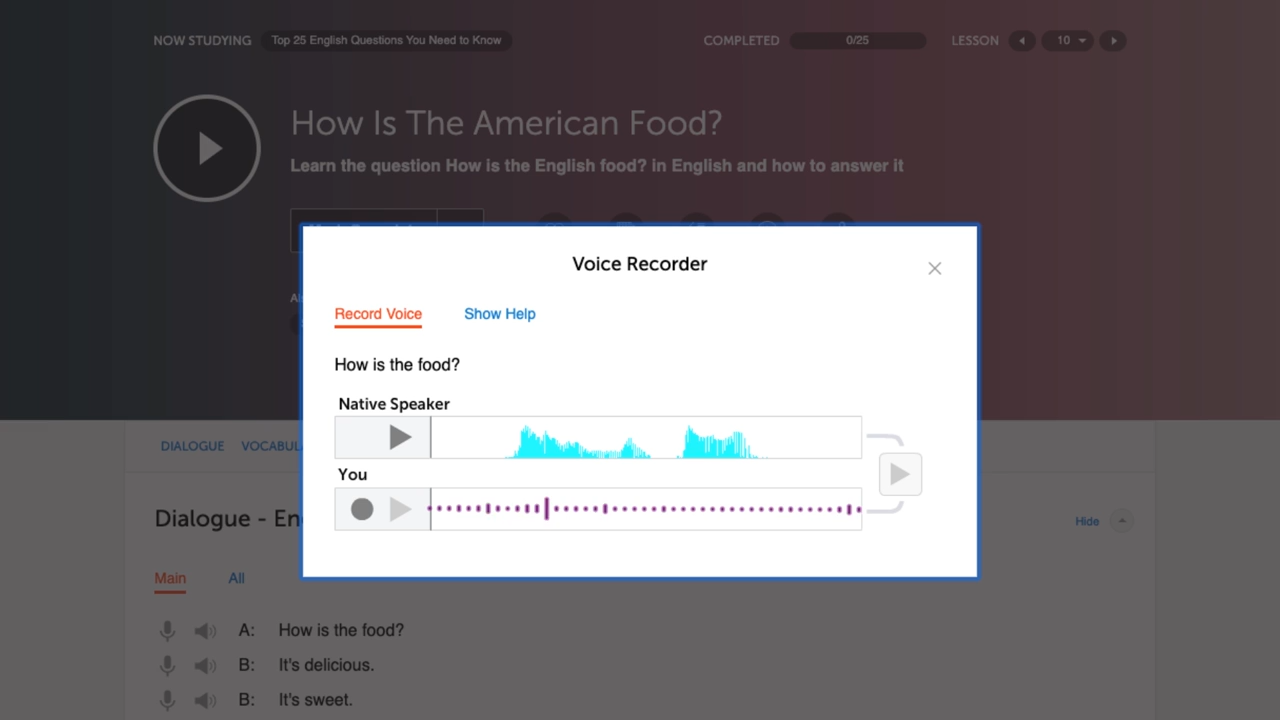 NOW STUDYING Top 25 English Questions You Need to Know COMPLETED 0/25 LESSON 10
How Is The American Food?
Learn the question How is the English food? in English and how to answer it
Voice Recorder
Record Voice Show Help
How is the food?
Native Speaker
You
DIALOGUE
Dialogue -
Hide
Main All
A: How is the food?
B: It's delicious.
B: It's sweet.